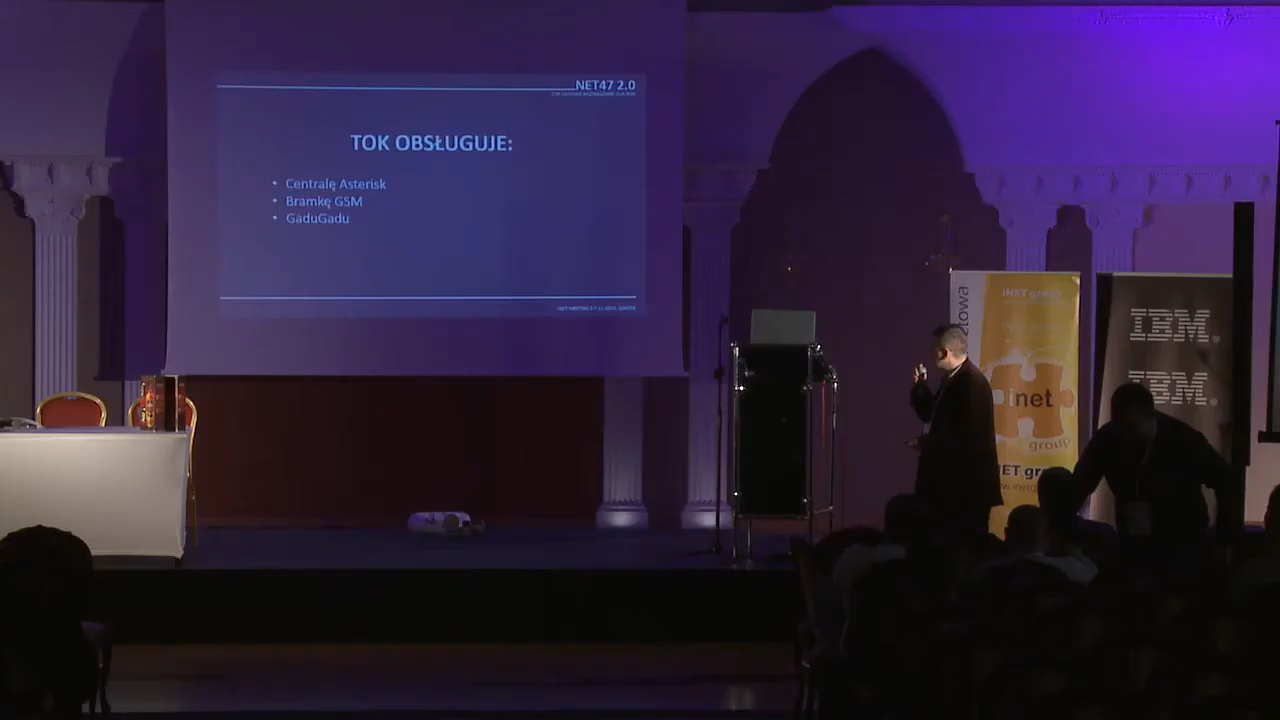 NET47 2.0
TOK OBSŁUGUJE:
• Centralę Asterisk
• Bramkę GSM
• GaduGadu
iNET group
inet
group
IBM
IBM